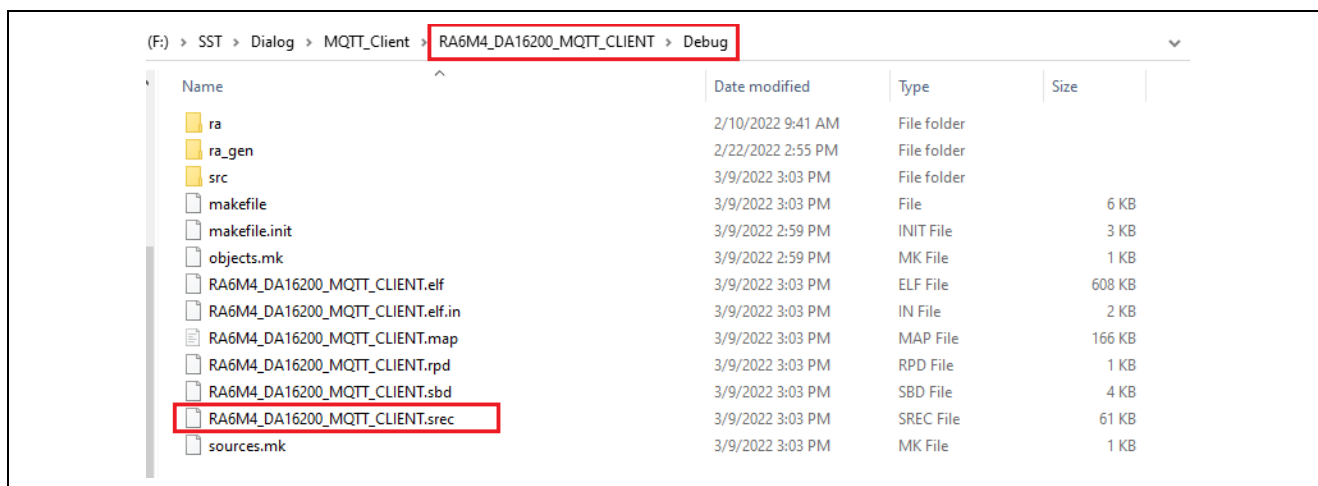 (F:) > SST > Dialog > MQTT_Client > RA6M4_DA16200_MQTT_CLIENT > Debug
Name Date modified Type Size
ra 2/10/2022 9:41 AM File folder
ra_gen 2/22/2022 2:55 PM File folder
src 3/9/2022 3:03 PM File folder
makefile 3/9/2022 3:03 PM File 6 KB
makefile.init 3/9/2022 2:59 PM INIT File 3 KB
objects.mk 3/9/2022 2:59 PM MK File 1 KB
RA6M4_DA16200_MQTT_CLIENT.elf 3/9/2022 3:03 PM ELF File 608 KB
RA6M4_DA16200_MQTT_CLIENT.elf.in 3/9/2022 3:03 PM IN File 2 KB
RA6M4_DA16200_MQTT_CLIENT.map 3/9/2022 3:03 PM MAP File 166 KB
RA6M4_DA16200_MQTT_CLIENT.rpd 3/9/2022 3:03 PM RPD File 1 KB
RA6M4_DA16200_MQTT_CLIENT.sbd 3/9/2022 3:03 PM SBD File 4 KB
RA6M4_DA16200_MQTT_CLIENT.srec 3/9/2022 3:03 PM SREC File 61 KB
sources.mk 3/9/2022 3:03 PM MK File 1 KB